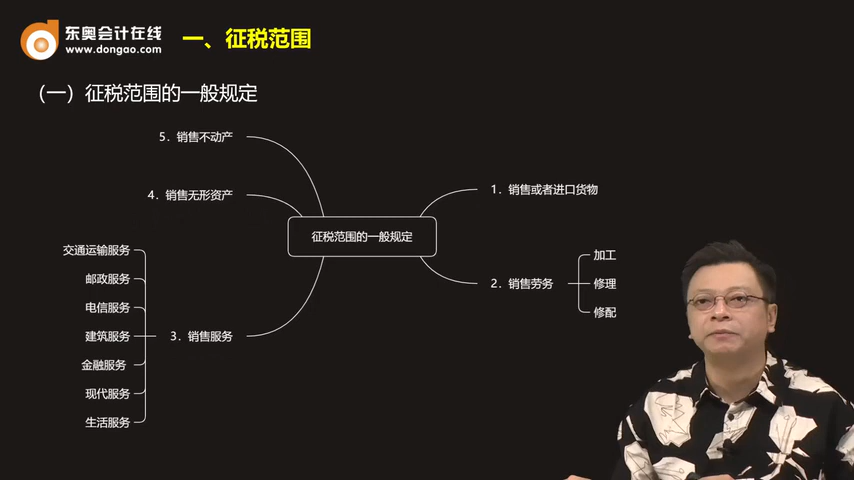 东奥会计在线
www.dongao.com
一、征税范围
（一）征税范围的一般规定
5．销售不动产
4．销售无形资产
征税范围的一般规定
1．销售或者进口货物
2．销售劳务
加工
修理
修配
3．销售服务
交通运输服务
邮政服务
电信服务
建筑服务
金融服务
现代服务
生活服务